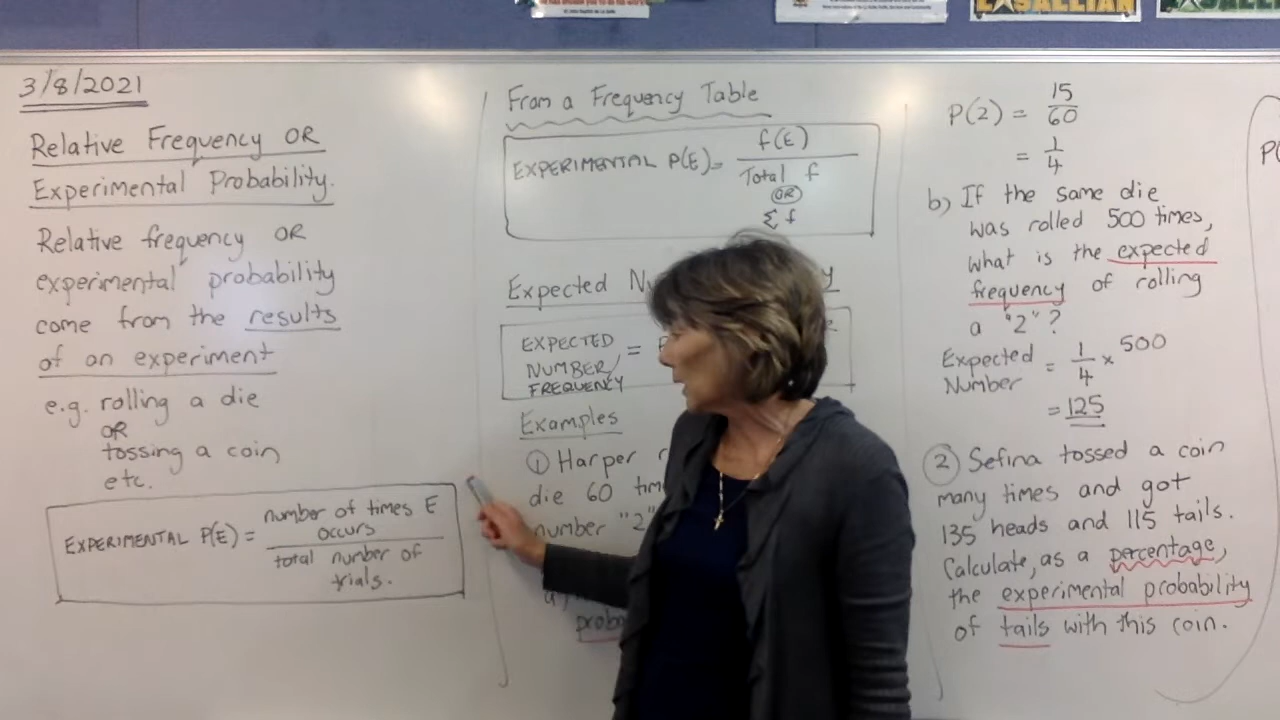 LASALLIAN
3/8/2021
Relative Frequency OR
Experimental Probability.
Relative frequency OR
experimental probability
come from the results
of an experiment
e.g. rolling a die
OR
tossing a coin
etc.
EXPERIMENTAL P(E) = number of times E
occurs
total number of
trials.
From a Frequency Table
EXPERIMENTAL P(E) = f(E)
Total f
OR
Σ f
Expected
EXPECTED
NUMBER/
FREQUENCY
=
Examples
① Harper
die 60
number "2"
P(2) = 15
60
= 1
4
b) If the same die
was rolled 500 times,
what is the expected
frequency of rolling
a "2"?
Expected
Number = 1/4 × 500
= 125
② Sefina tossed a coin
many times and got
135 heads and 115 tails.
Calculate, as a percentage,
the experimental probability
of tails with this coin.